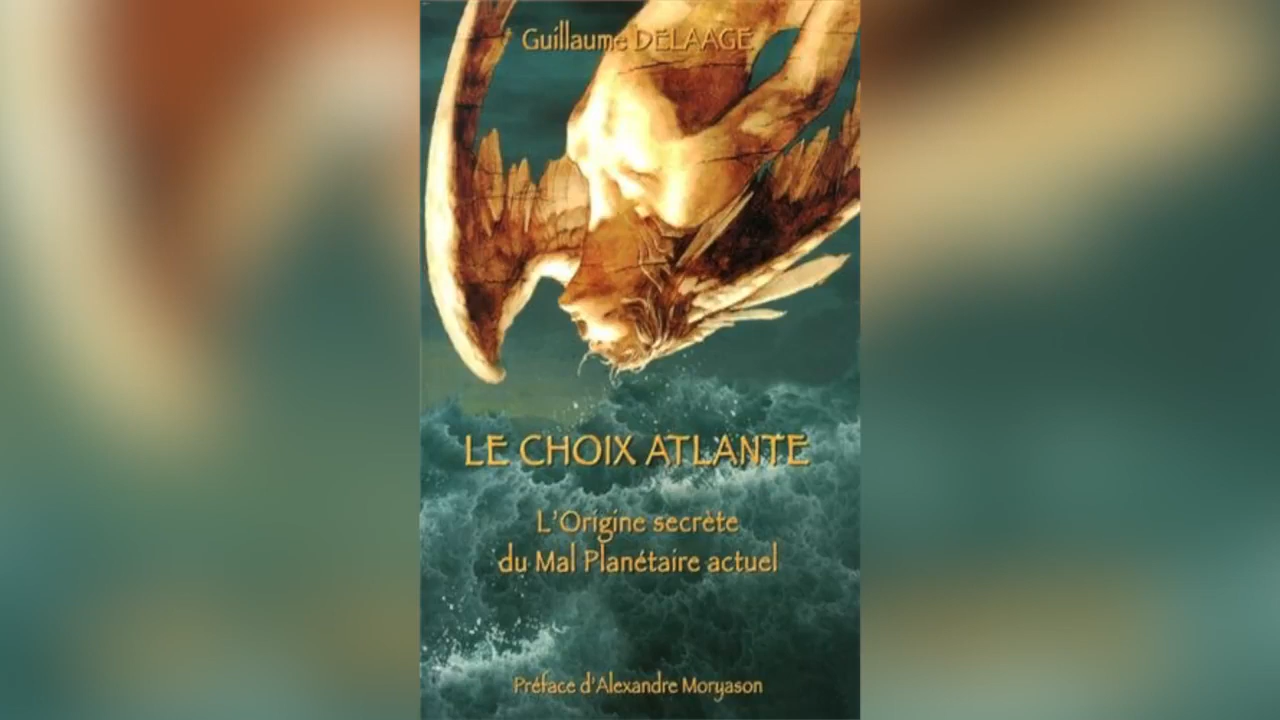 Guillaume DELAAGE
LE CHOIX ATLANTE
L'Origine secrète
du Mal Planétaire actuel
Préface d'Alexandre Moryason